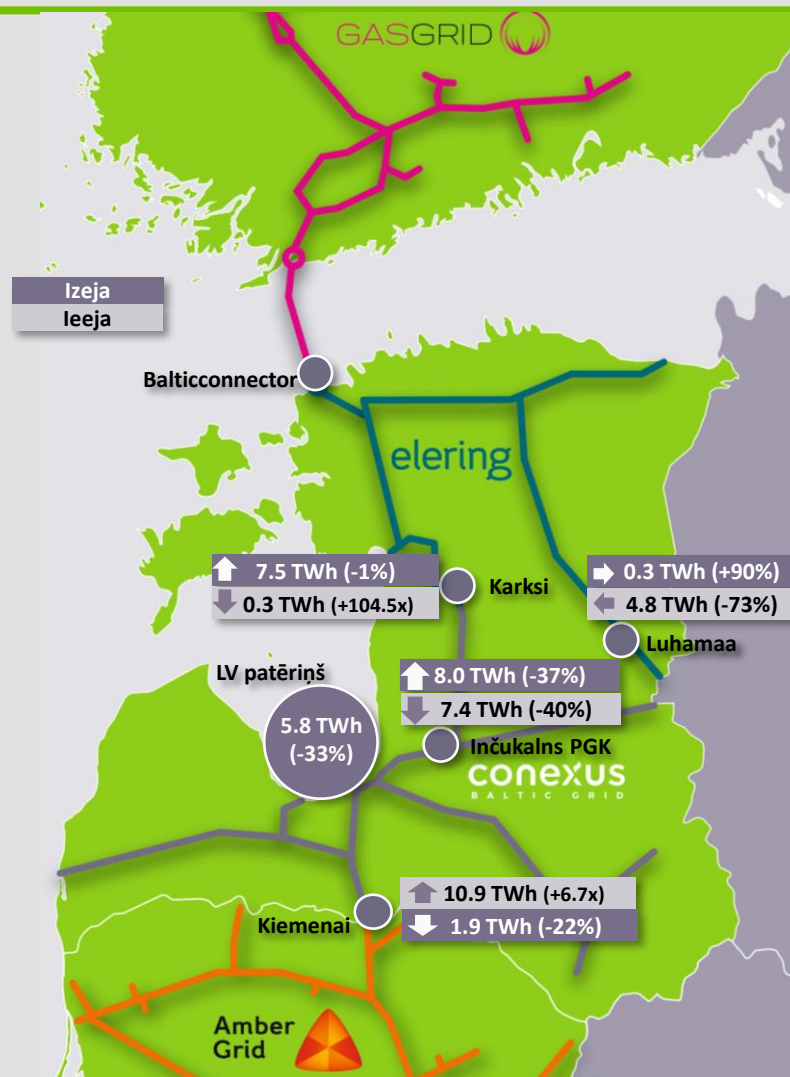 GASGRID
Izeja
Ieeja
Balticconnector
elering
7.5 TWh (-1%)
0.3 TWh (+104.5x)
Karksi
0.3 TWh (+90%)
4.8 TWh (-73%)
Luhamaa
LV patēriņš
5.8 TWh
(-33%)
8.0 TWh (-37%)
7.4 TWh (-40%)
Inčukalns PGK
conexus
BALTIC GRID
10.9 TWh (+6.7x)
1.9 TWh (-22%)
Kiemenai
Amber
Grid